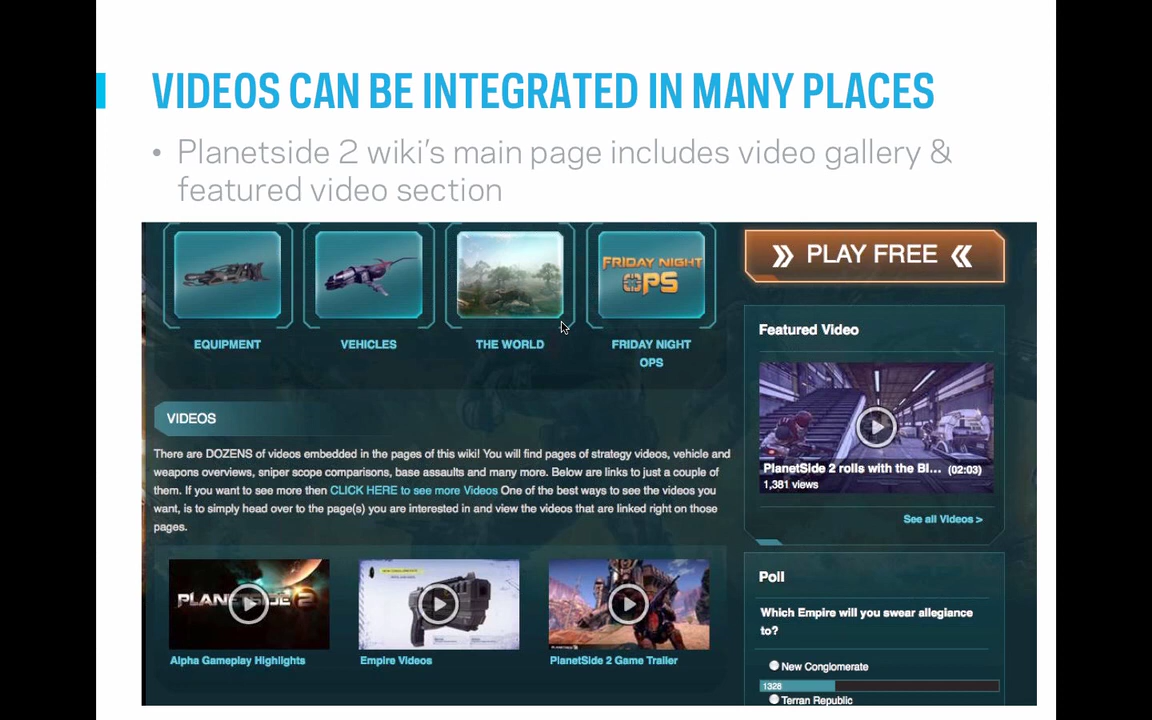 VIDEOS CAN BE INTEGRATED IN MANY PLACES
• Planetside 2 wiki's main page includes video gallery &
featured video section
FRIDAY NIGHT
OPS
EQUIPMENT
VEHICLES
THE WORLD
FRIDAY NIGHT
OPS
VIDEOS
There are DOZENS of videos embedded in the pages of this wiki! You will find pages of strategy videos, vehicle and
weapons overviews, sniper scope comparisons, base assaults and many more. Below are links to just a couple of
them. If you want to see more then CLICK HERE to see more Videos One of the best ways to see the videos you
want, is to simply head over to the page(s) you are interested in and view the videos that are linked right on those
pages.
PLANETSIDE 2
Alpha Gameplay Highlights
Empire Videos
PlanetSide 2 Game Trailer
PLAY FREE
Featured Video
PlanetSide 2 rolls with the Bl... (02:03)
1,381 views
See all Videos >
Poll
Which Empire will you swear allegiance
to?
New Conglomerate
1328
Terran Republic